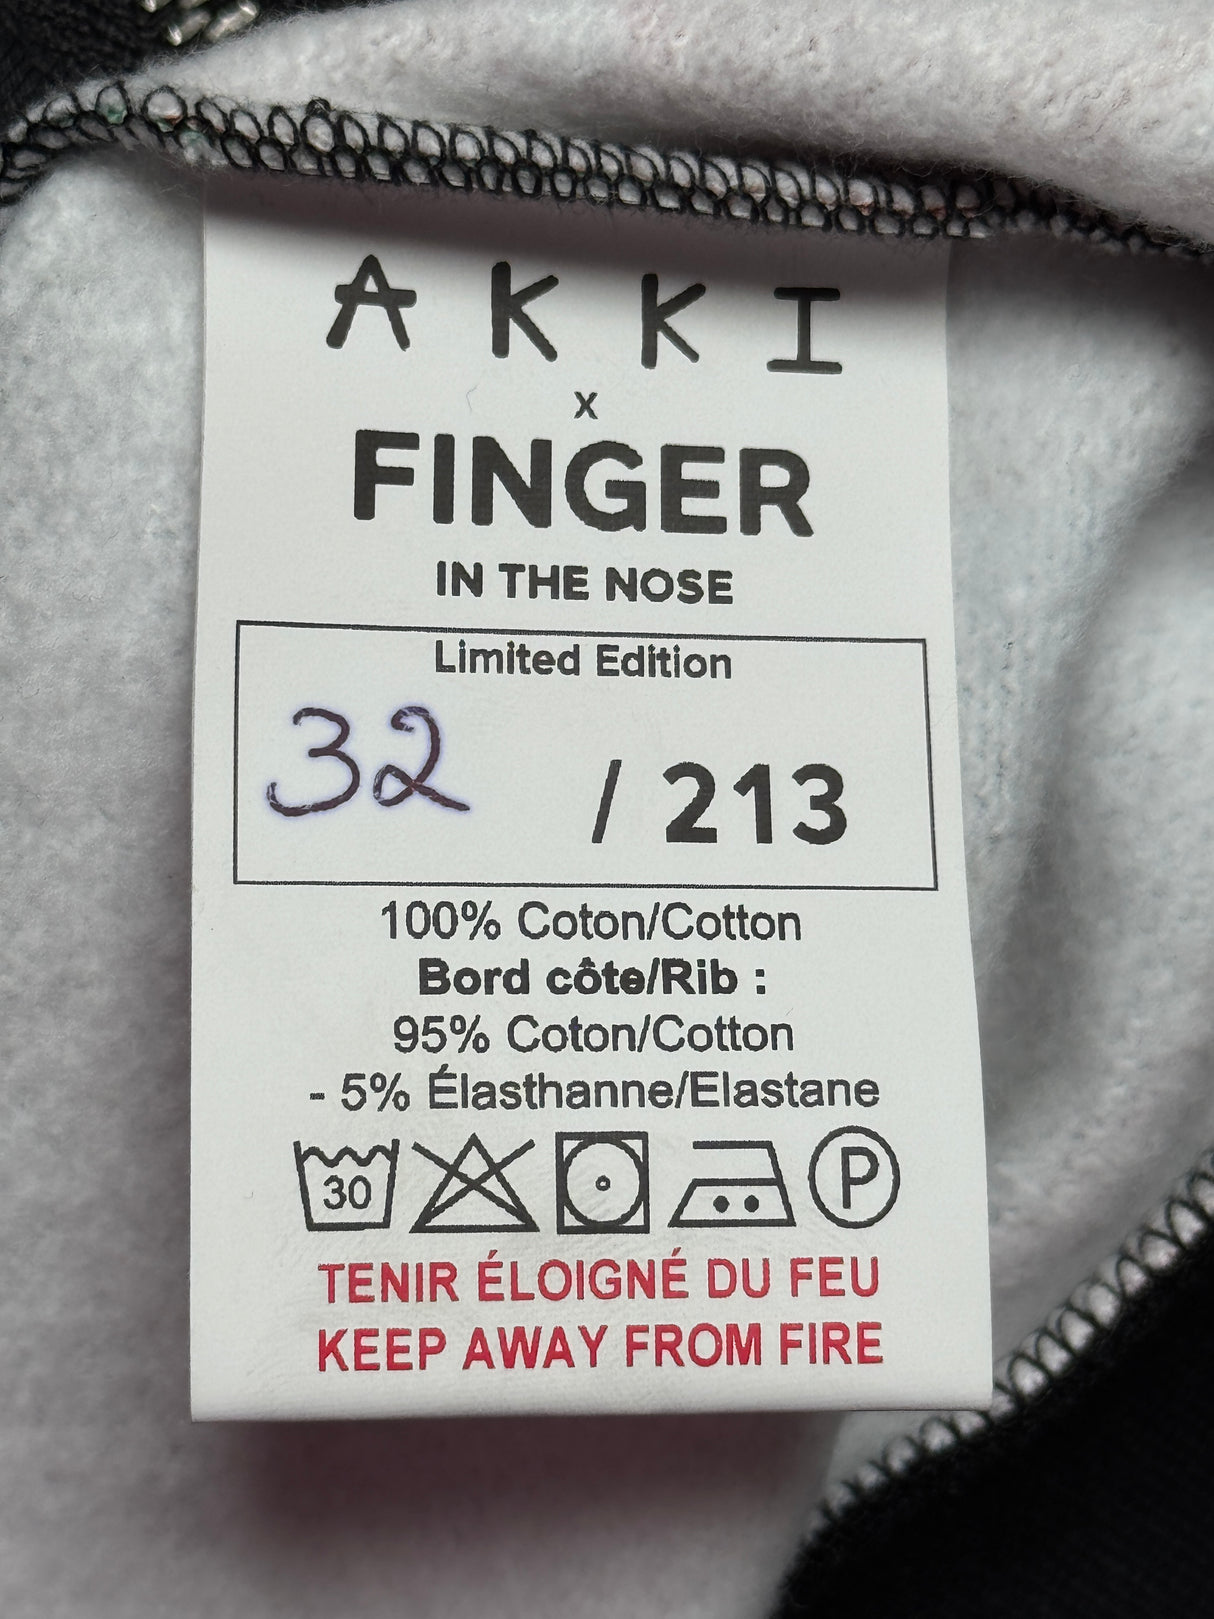 AKKI
x
FINGER
IN THE NOSE
Limited Edition
32 / 213
100% Coton/Cotton
Bord côte/Rib :
95% Coton/Cotton
- 5% Élasthanne/Elastane
30 P
TENIR ÉLOIGNÉ DU FEU
KEEP AWAY FROM FIRE